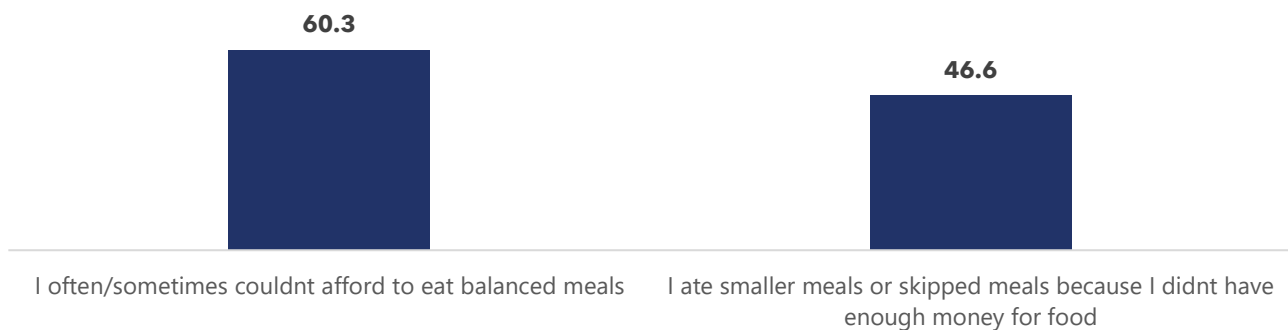 60.3
46.6
I often/sometimes couldnt afford to eat balanced meals
I ate smaller meals or skipped meals because I didnt have
enough money for food